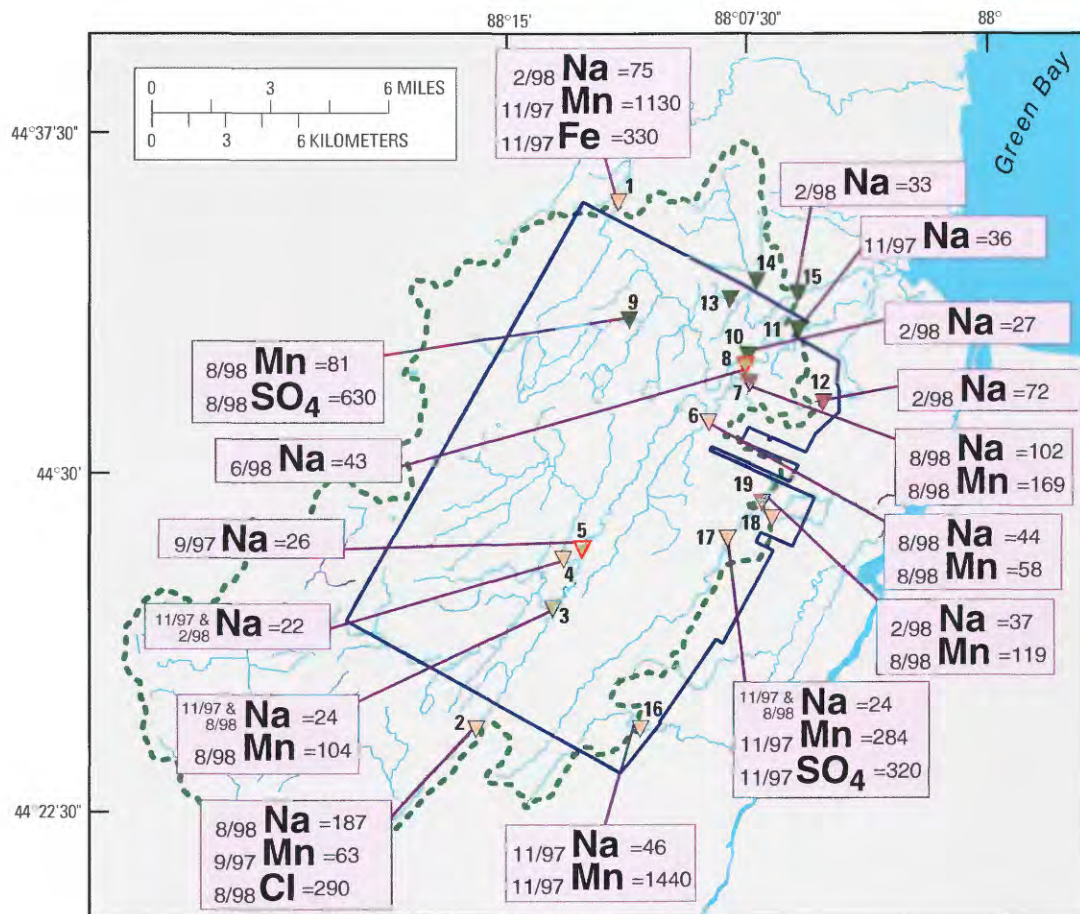 88°15' 88°07'30" 88°
0 3 6 MILES
0 3 6 KILOMETERS
44°37'30"
Green Bay
2/98 Na =75
11/97 Mn =1130
11/97 Fe =330
1
2/98 Na =33
11/97 Na =36
14
15
13
9
11
10
2/98 Na =27
8
8/98 Mn =81
8/98 SO4 =630
7
12
2/98 Na =72
6
6/98 Na =43
8/98 Na =102
8/98 Mn =169
44°30'
19
18
17
8/98 Na =44
8/98 Mn =58
9/97 Na =26
5
4
3
11/97 & 2/98 Na =22
2/98 Na =37
8/98 Mn =119
11/97 & 8/98 Na =24
8/98 Mn =104
2
16
11/97 & 8/98 Na =24
11/97 Mn =284
11/97 SO4 =320
44°22'30"
8/98 Na =187
9/97 Mn =63
8/98 Cl =290
11/97 Na =46
11/97 Mn =1440